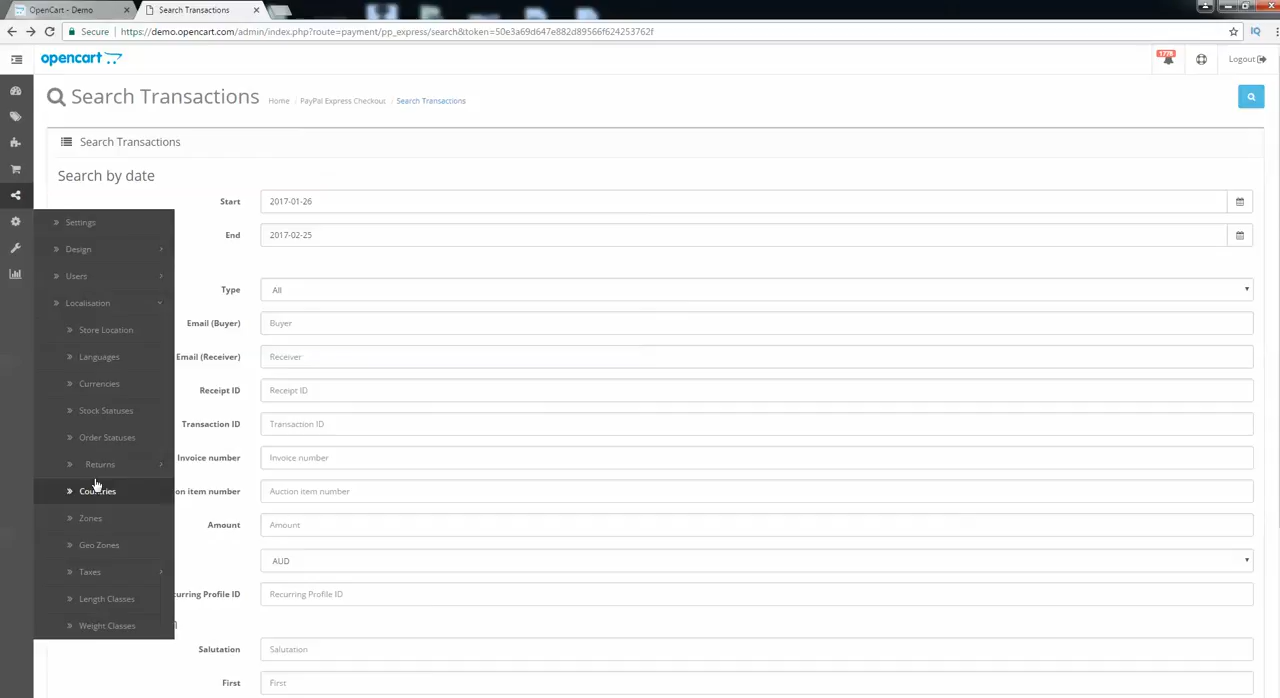 OpenCart - Demo
Search Transactions
Secure https://demo.opencart.com/admin/index.php?route=payment/pp_express/search&token=50e3a69d647e882d89566f624253762f
IQ
opencart
Logout
Search Transactions
Home / PayPal Express Checkout / Search Transactions
Search Transactions
Search by date
Start
2017-01-26
End
2017-02-25
Settings
Design
Users
Localisation
Store Location
Languages
Currencies
Stock Statuses
Order Statuses
Returns
Countries
Zones
Geo Zones
Taxes
Length Classes
Weight Classes
Type
All
Email (Buyer)
Buyer
Email (Receiver)
Receiver
Receipt ID
Receipt ID
Transaction ID
Transaction ID
Invoice number
Invoice number
on item number
Auction item number
Amount
Amount
AUD
curring Profile ID
Recurring Profile ID
Salutation
Salutation
First
First